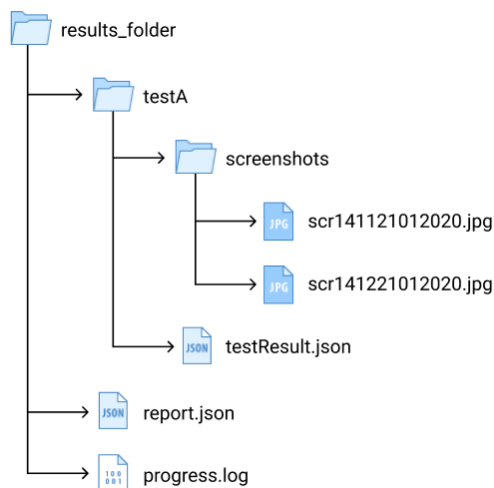 results_folder
testA
screenshots
JPG scr141121012020.jpg
JPG scr141221012020.jpg
JSON testResult.json
JSON report.json
100
001 progress.log